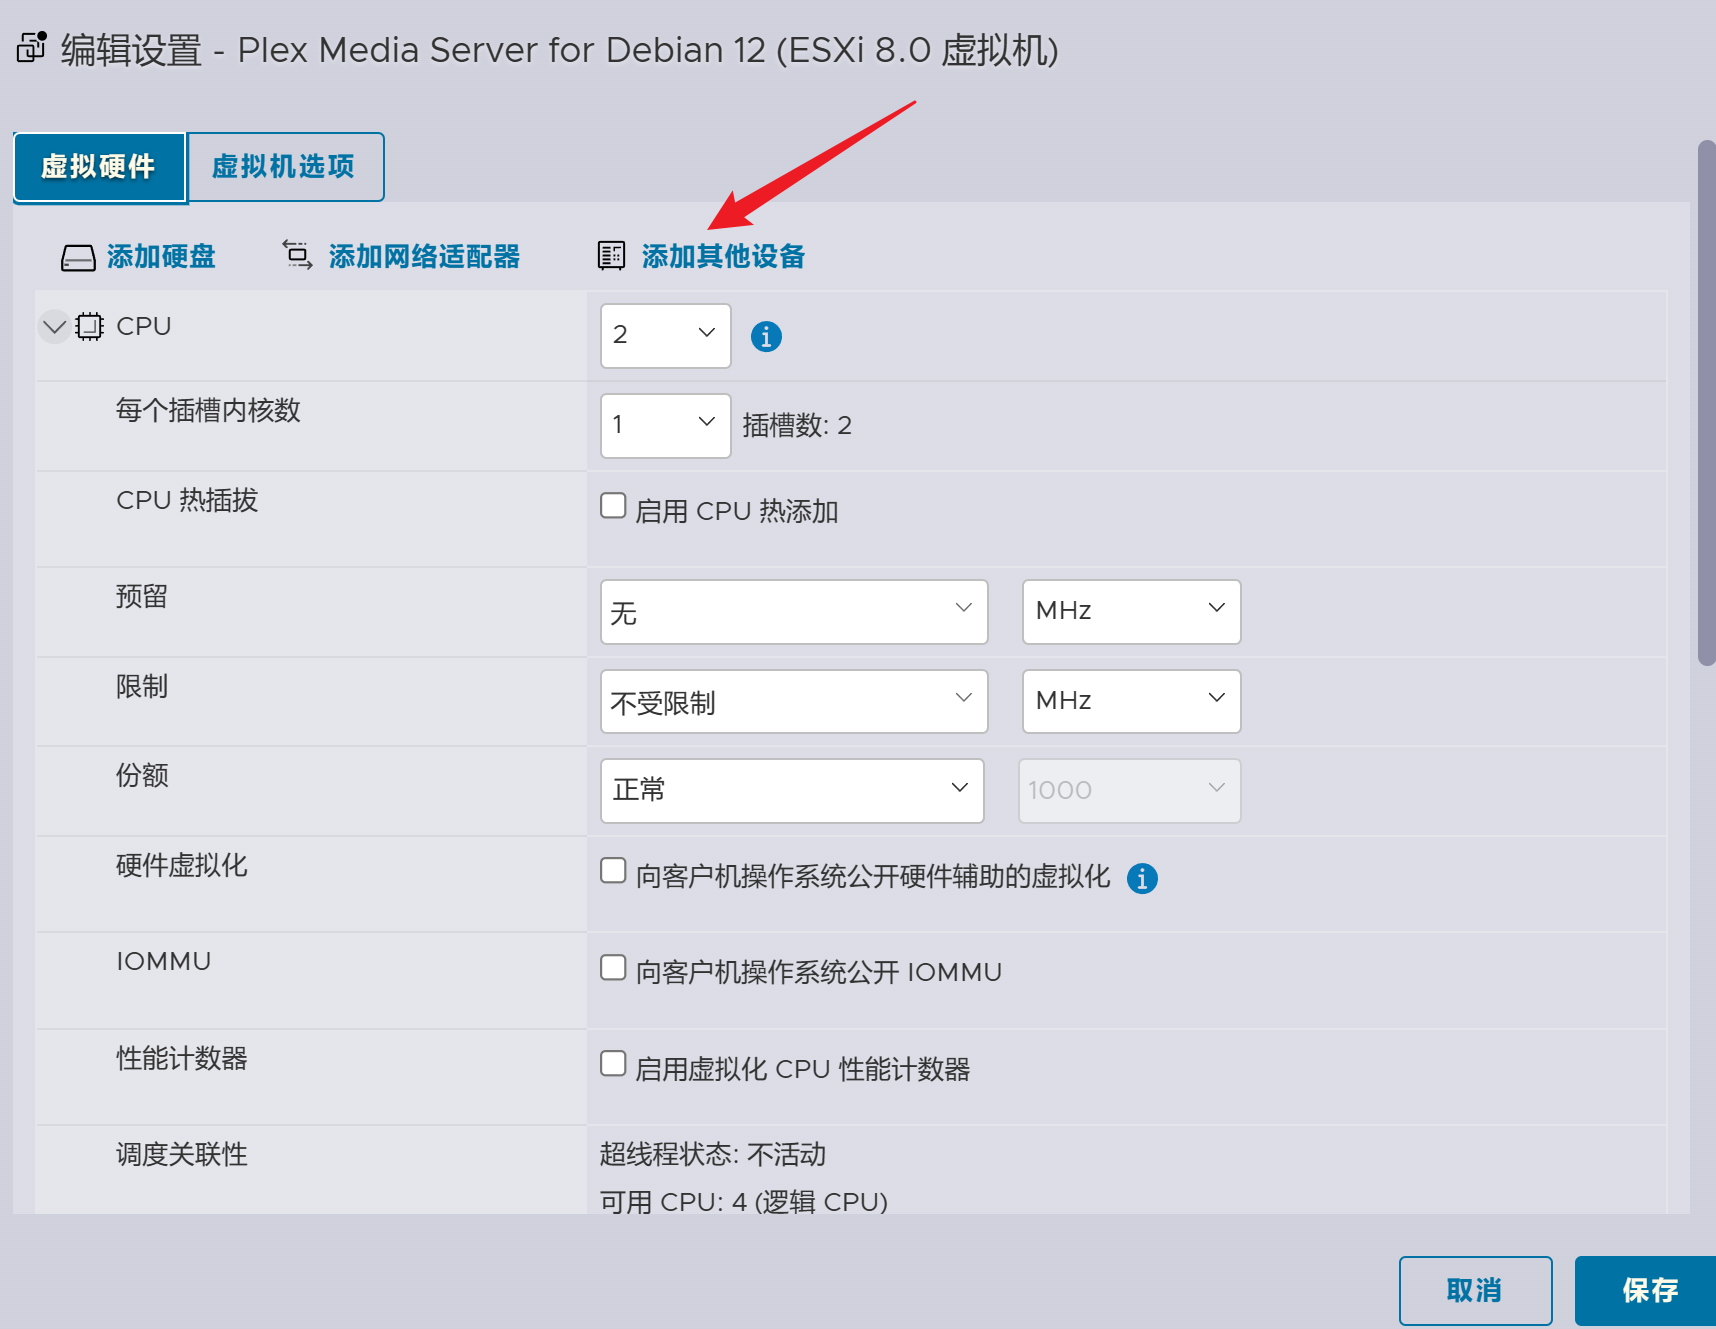 编辑设置 - Plex Media Server for Debian 12 (ESXi 8.0 虚拟机)
虚拟硬件 虚拟机选项
添加硬盘 添加网络适配器 添加其他设备
CPU 2
每个插槽内核数 1 插槽数: 2
CPU 热插拔 启用 CPU 热添加
预留 无 MHz
限制 不受限制 MHz
份额 正常 1000
硬件虚拟化 向客户机操作系统公开硬件辅助的虚拟化
IOMMU 向客户机操作系统公开 IOMMU
性能计数器 启用虚拟化 CPU 性能计数器
调度关联性 超线程状态: 不活动
可用 CPU: 4 (逻辑 CPU)
取消 保存